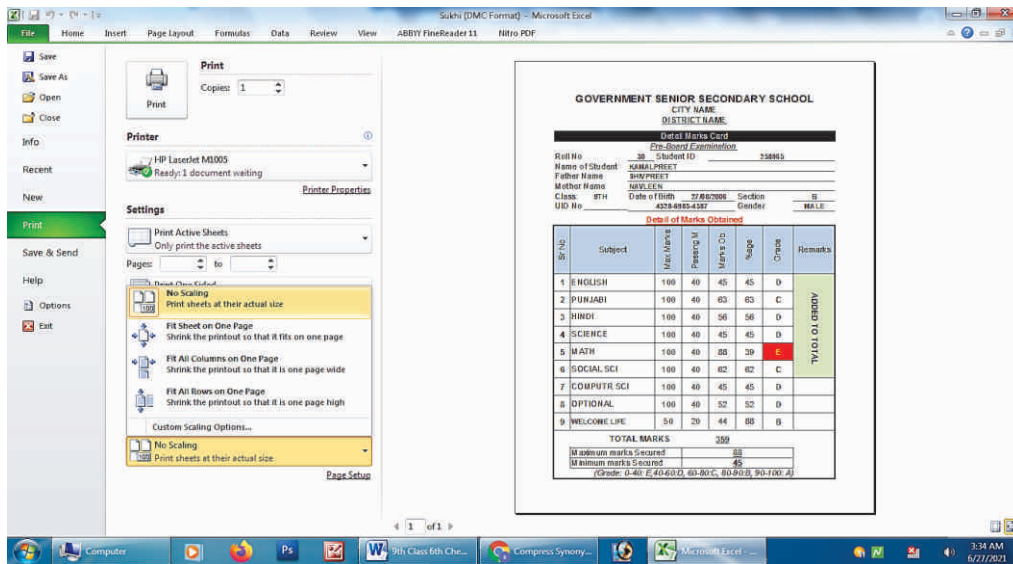 Sukhi (DMC Format) - Microsoft Excel
File Home Insert Page Layout Formulas Data Review View ABBYY FineReader 11 Nitro PDF
Save
Save As
Open
Close
Info
Recent
New
Print
Save & Send
Help
Options
Exit
Print
Copies: 1
Print
Printer
HP LaserJet M1005
Ready: 1 document waiting
Printer Properties
Settings
Print Active Sheets
Only print the active sheets
Pages: to
Print One Sided
No Scaling
Print sheets at their actual size
Fit Sheet on One Page
Shrink the printout so that it fits on one page
Fit All Columns on One Page
Shrink the printout so that it is one page wide
Fit All Rows on One Page
Shrink the printout so that it is one page high
Custom Scaling Options...
No Scaling
Print sheets at their actual size
Page Setup
GOVERNMENT SENIOR SECONDARY SCHOOL
CITY NAME
DISTRICT NAME
Detail Marks Card
Pre-Board Examination
Roll No 30 Student ID 258965
Name of Student KAMALPREET
Father Name SHIVPREET
Mother Name NAVLEEN
Class: 9TH Date of Birth Section B
UID No Gender MALE
Detail of Marks Obtained
Sr No Subject Max Marks Passing M Marks Ob %age Grade Remarks
1 ENGLISH 100 40 45 45 D
2 PUNJABI 100 40 63 63 C
3 HINDI 100 40 56 56 D
4 SCIENCE 100 40 45 45 D
5 MATH 100 40 88 39 E
6 SOCIAL SCI 100 40 62 62 C
ADDED TO TOTAL
7 COMPUTR SCI 100 40 45 45 D
8 OPTIONAL 100 40 52 52 D
9 WELCONE LIFE 50 20 44 88 B
TOTAL MARKS 359
Maximum marks Secured 88
Minimum marks Secured 45
(Grade: 0-40: E,40-60:D, 60-80:C, 80-90:B, 90-100: A)
1 of 1
Computer
Ps
9th Class 6th Che...
Compress Synony...
Microsoft Excel - ...
3:34 AM
6/27/2021